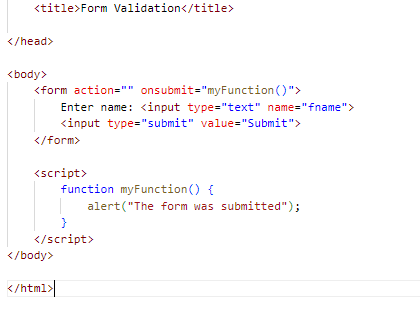 <title>Form Validation</title>
</head>
<body>
<form action="" onsubmit="myFunction()">
Enter name: <input type="text" name="fname">
<input type="submit" value="Submit">
</form>
<script>
function myFunction() {
alert("The form was submitted");
}
</script>
</body>
</html>